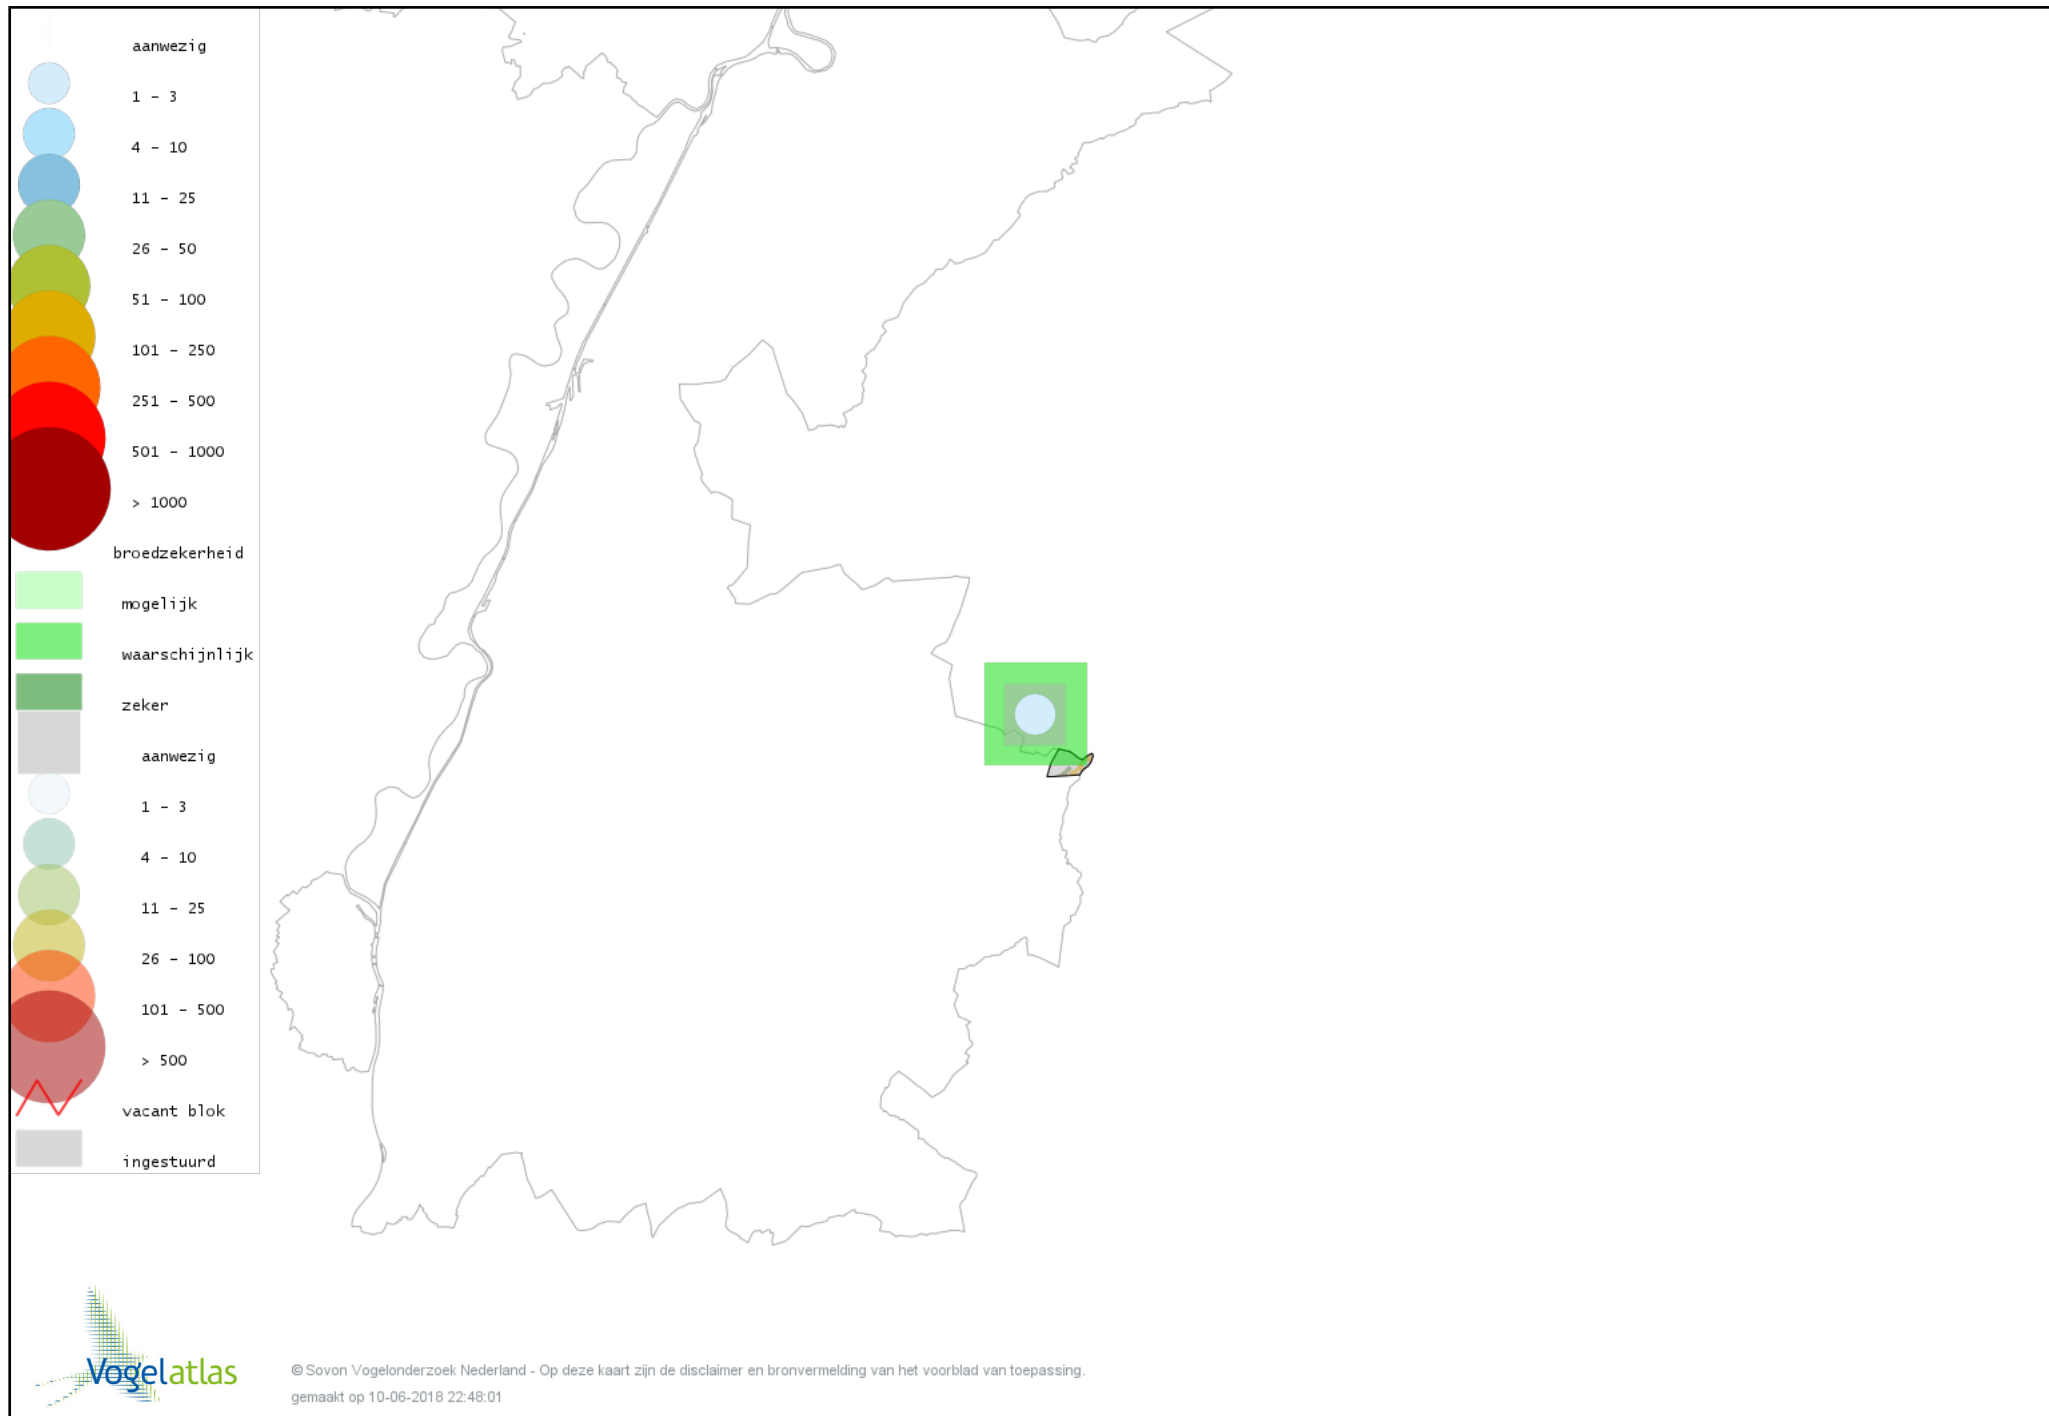 aanwezig
1 - 3
4 - 10
11 - 25
26 - 50
51 - 100
101 - 250
251 - 500
501 - 1000
> 1000
broedzekerheid
mogelijk
waarschijnlijk
zeker
aanwezig
1 - 3
4 - 10
11 - 25
26 - 100
101 - 500
> 500
vacant blok
ingestuurd
Vogelatlas
© Sovon Vogelonderzoek Nederland - Op deze kaart zijn de disclaimer en bronvermelding van het voorblad van toepassing.
gemaakt op 10-06-2018 22:48:01